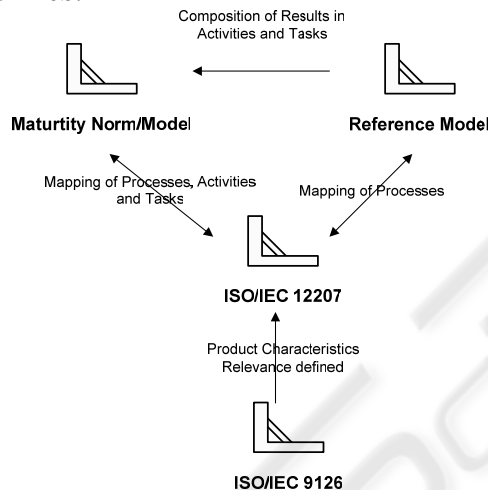 Composition of Results in
Activities and Tasks
Maturtity Norm/Model
Reference Model
Mapping of Processes, Activities
and Tasks
Mapping of Processes
ISO/IEC 12207
Product Characteristics
Relevance defined
ISO/IEC 9126